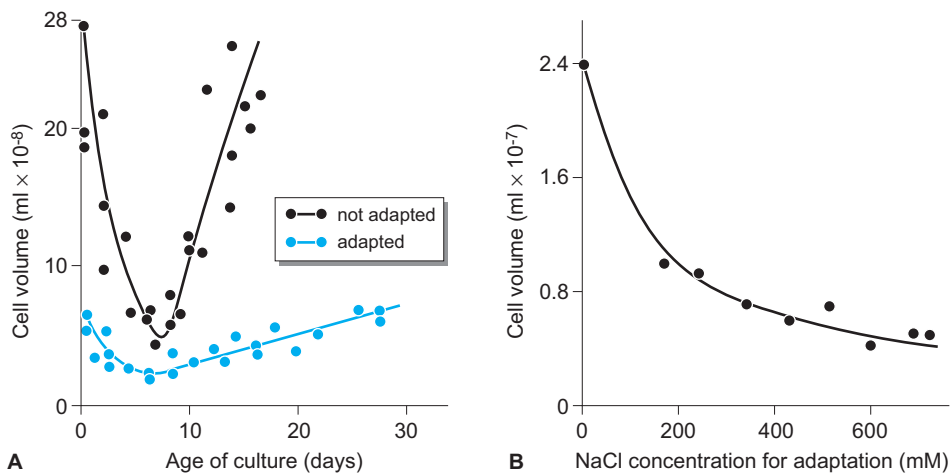 28
20
10
0
Cell volume (ml × 10-8)
not adapted
adapted
0
10
20
30
A
Age of culture (days)
2.4
1.6
0.8
0
Cell volume (ml × 10-7)
0
200
400
600
B
NaCl concentration for adaptation (mM)